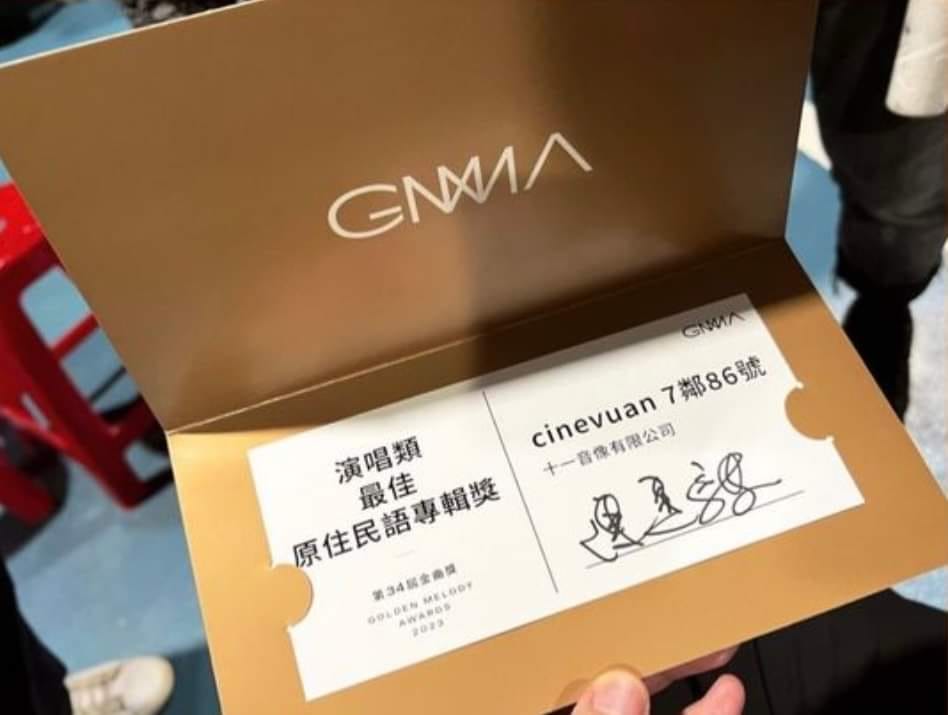 GMA
演唱類
最佳
原住民語專輯獎
第34屆金曲獎
GOLDEN MELODY
AWARDS
2023
GMA
cinevuan 7鄰86號
十一音像有限公司